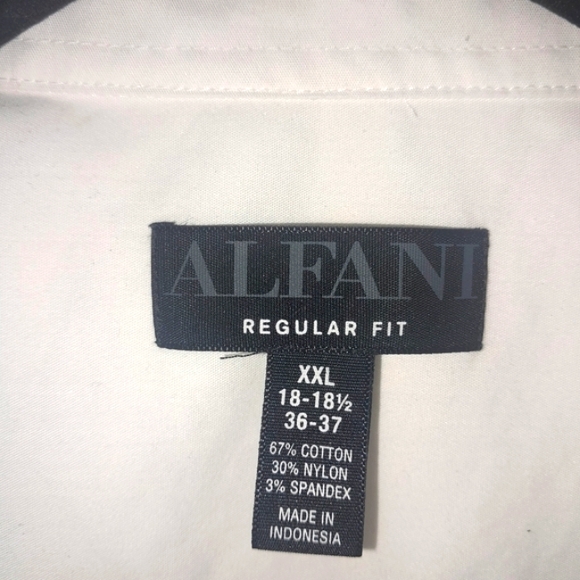 ALFANI
REGULAR FIT
XXL
18-18½
36-37
67% COTTON
30% NYLON
3% SPANDEX
MADE IN
INDONESIA